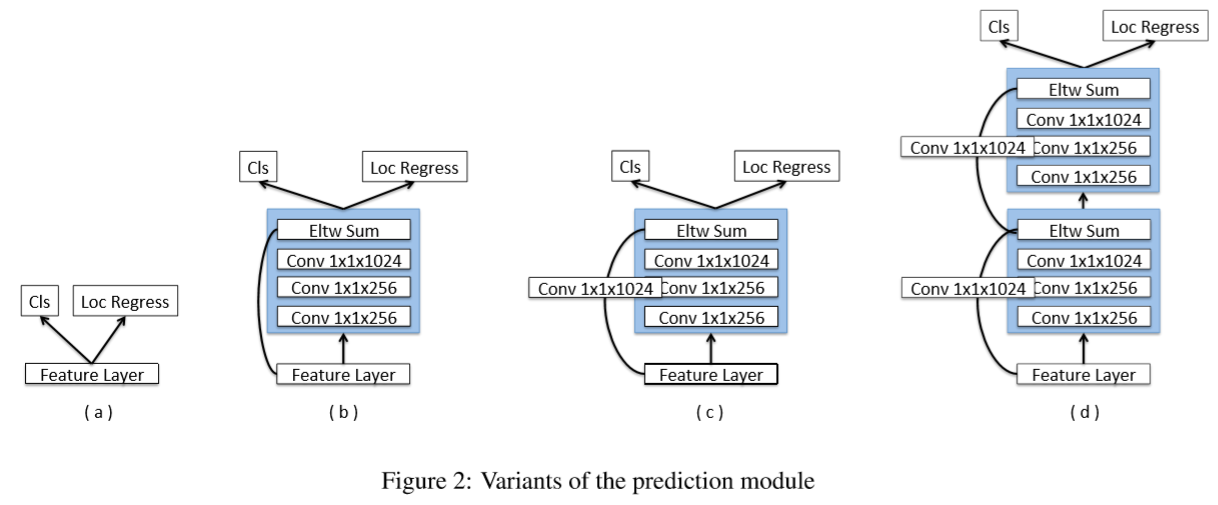 Cls
Loc Regress
Feature Layer
( a )
Cls
Loc Regress
Eltw Sum
Conv 1x1x1024
Conv 1x1x256
Conv 1x1x256
Feature Layer
( b )
Cls
Loc Regress
Eltw Sum
Conv 1x1x1024
Conv 1x1x1024
Conv 1x1x256
Conv 1x1x256
Feature Layer
( c )
Cls
Loc Regress
Eltw Sum
Conv 1x1x1024
Conv 1x1x1024
Conv 1x1x256
Conv 1x1x256
Eltw Sum
Conv 1x1x1024
Conv 1x1x1024
Conv 1x1x256
Conv 1x1x256
Feature Layer
( d )
Figure 2: Variants of the prediction module